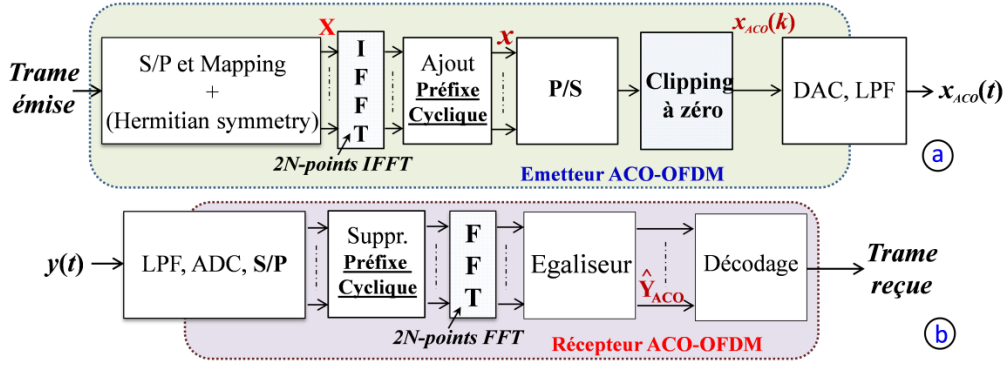 Trame émise
S/P et Mapping
+
(Hermitian symmetry)
X
I
F
F
T
2N-points IFFT
Ajout
Préfixe
Cyclique
x
P/S
Clipping
à zéro
x_ACO(k)
DAC, LPF
x_ACO(t)
Emetteur ACO-OFDM
a
y(t)
LPF, ADC, S/P
Suppr.
Préfixe
Cyclique
F
F
T
2N-points FFT
Egaliseur
Ŷ_ACO
Décodage
Trame
reçue
Récepteur ACO-OFDM
b